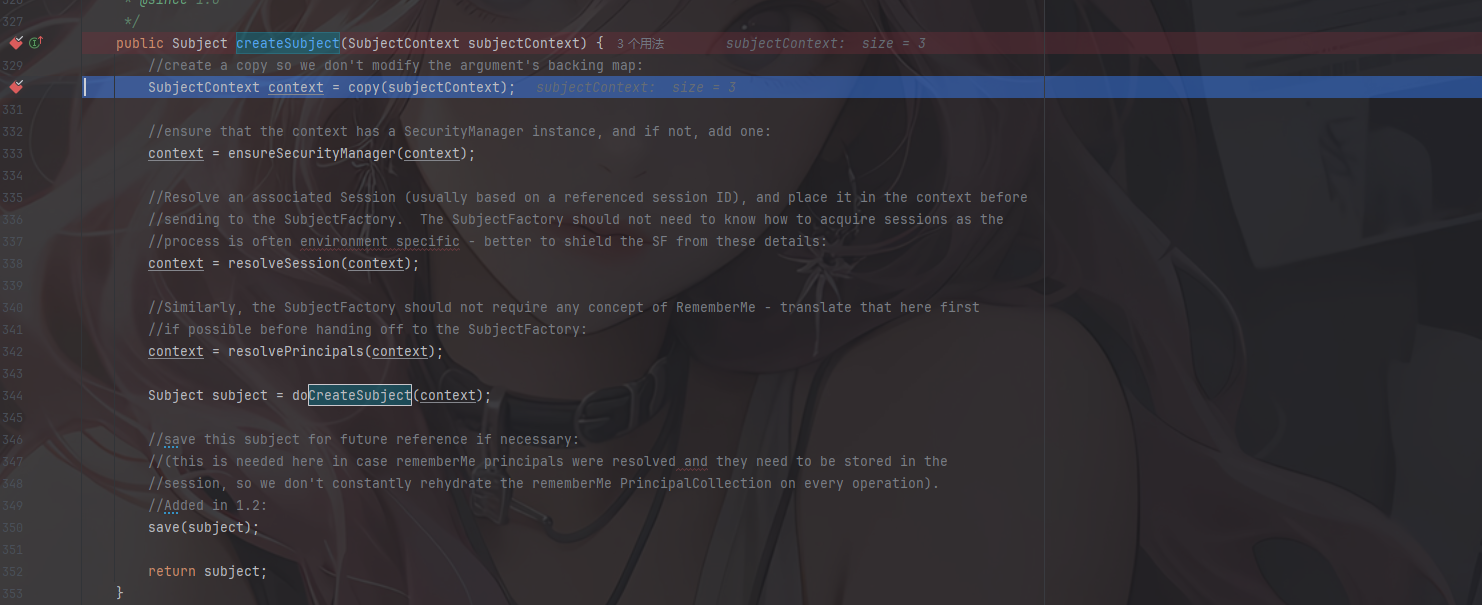 * @since 1.0
327 */
public Subject createSubject(SubjectContext subjectContext) { 3 个用法 subjectContext: size = 3
329 //create a copy so we don't modify the argument's backing map:
SubjectContext context = copy(subjectContext); subjectContext: size = 3
331
332 //ensure that the context has a SecurityManager instance, and if not, add one:
333 context = ensureSecurityManager(context);
334
335 //Resolve an associated Session (usually based on a referenced session ID), and place it in the context before
336 //sending to the SubjectFactory.  The SubjectFactory should not need to know how to acquire sessions as the
337 //process is often environment specific - better to shield the SF from these details:
338 context = resolveSession(context);
339
340 //Similarly, the SubjectFactory should not require any concept of RememberMe - translate that here first
341 //if possible before handing off to the SubjectFactory:
342 context = resolvePrincipals(context);
343
344 Subject subject = doCreateSubject(context);
345
346 //save this subject for future reference if necessary:
347 //(this is needed here in case rememberMe principals were resolved and they need to be stored in the
348 //session, so we don't constantly rehydrate the rememberMe PrincipalCollection on every operation).
349 //Added in 1.2:
350 save(subject);
351
352 return subject;
353 }